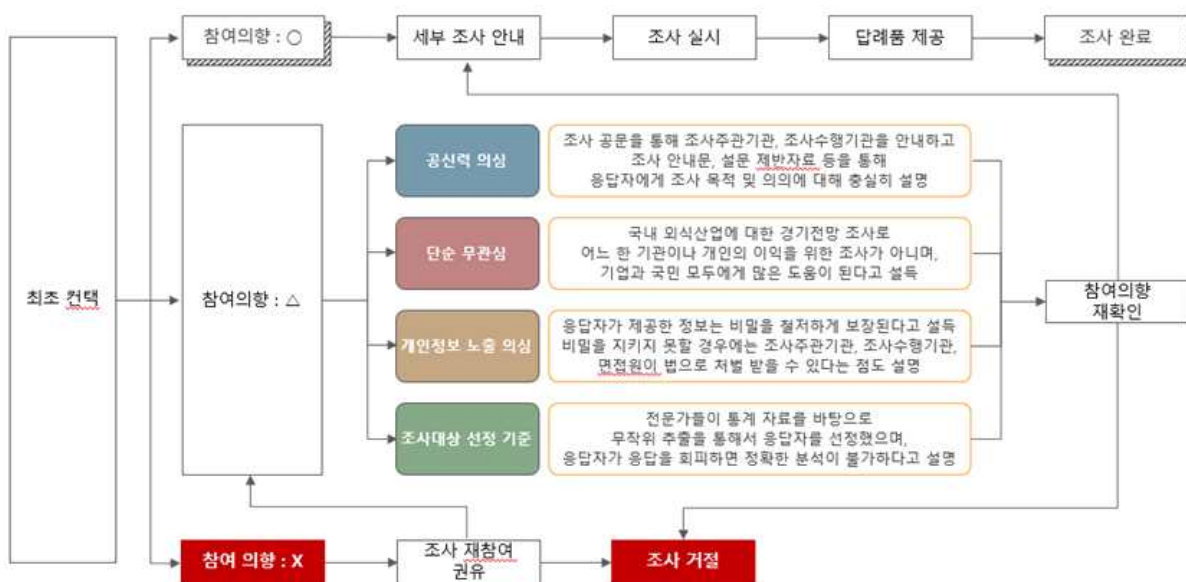 참여의향 : ○
세부 조사 안내
조사 실시
답례품 제공
조사 완료
최초 컨택
참여의향 : △
공신력 의심
조사 공문을 통해 조사주관기관, 조사수행기관을 안내하고
조사 안내문, 설문 제반자료 등을 통해
응답자에게 조사 목적 및 의의에 대해 충실히 설명
단순 무관심
국내 외식산업에 대한 경기전망 조사로
어느 한 기관이나 개인의 이익을 위한 조사가 아니며,
기업과 국민 모두에게 많은 도움이 된다고 설득
개인정보 노출 의심
응답자가 제공한 정보는 비밀을 철저하게 보장된다고 설득
비밀을 지키지 못할 경우에는 조사주관기관, 조사수행기관,
면접원이 법으로 처벌 받을 수 있다는 점도 설명
조사대상 선정 기준
전문가들이 통계 자료를 바탕으로
무작위 추출을 통해서 응답자를 선정했으며,
응답자가 응답을 회피하면 정확한 분석이 불가하다고 설명
참여의향
재확인
참여 의향 : X
조사 재참여
권유
조사 거절